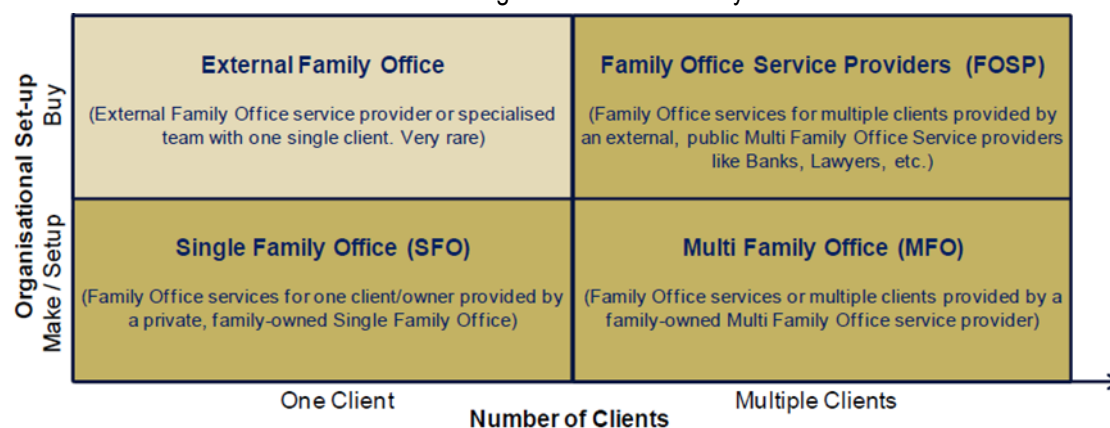 External Family Office
(External Family Office service provider or specialised
team with one single client. Very rare)
Family Office Service Providers (FOSP)
(Family Office services for multiple clients provided by
an external, public Multi Family Office Service providers
like Banks, Lawyers, etc.)
Single Family Office (SFO)
(Family Office services for one client/owner provided by
a private, family-owned Single Family Office)
Multi Family Office (MFO)
(Family Office services or multiple clients provided by a
family-owned Multi Family Office service provider)
Organisational Set-up
Buy
Make / Setup
One Client
Multiple Clients
Number of Clients